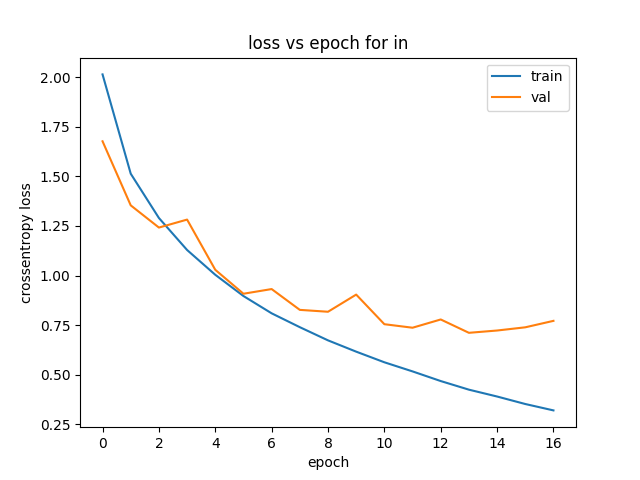 loss vs epoch for in
train
val
crossentropy loss
2.00
1.75
1.50
1.25
1.00
0.75
0.50
0.25
0 2 4 6 8 10 12 14 16
epoch